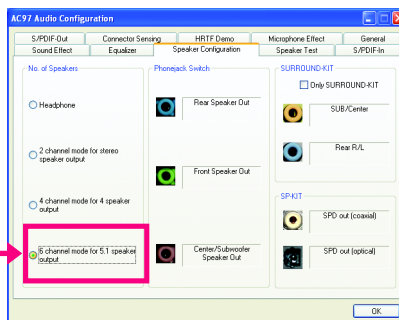 AC97 Audio Configuration
S/PDIF-Out
Connector Sensing
HRTF Demo
Microphone Effect
General
Sound Effect
Equalizer
Speaker Configuration
Speaker Test
S/PDIF-In
No. of Speakers
Headphone
2 channel mode for stereo
speaker output
4 channel mode for 4 speaker
output
6 channel mode for 5.1 speaker
output
Phonejack Switch
Rear Speaker Out
Front Speaker Out
Center/Subwoofer
Speaker Out
SURROUND-KIT
Only SURROUND-KIT
SUB/Center
Rear R/L
SP-KIT
SPD out (coaxial)
SPD out (optical)
OK